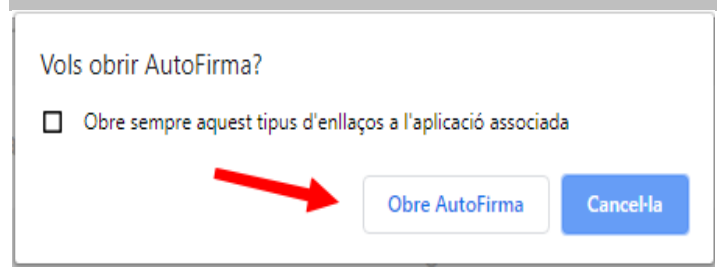 Vols obrir AutoFirma?
Obre sempre aquest tipus d'enllaços a l'aplicació associada
Obre AutoFirma
Cancel·la